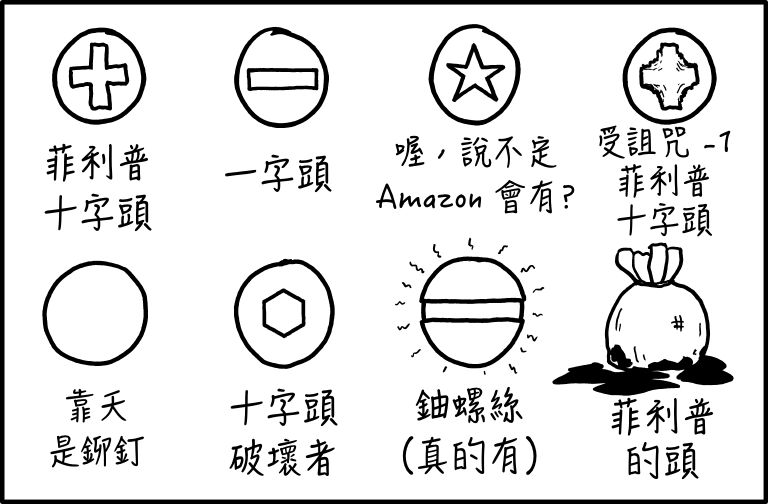 菲利普
十字頭
一字頭
喔，說不定
Amazon 會有?
受詛咒 -1
菲利普
十字頭
靠夭
是鉚釘
十字頭
破壞者
鈾螺絲
(真的有)
#
菲利普
的頭